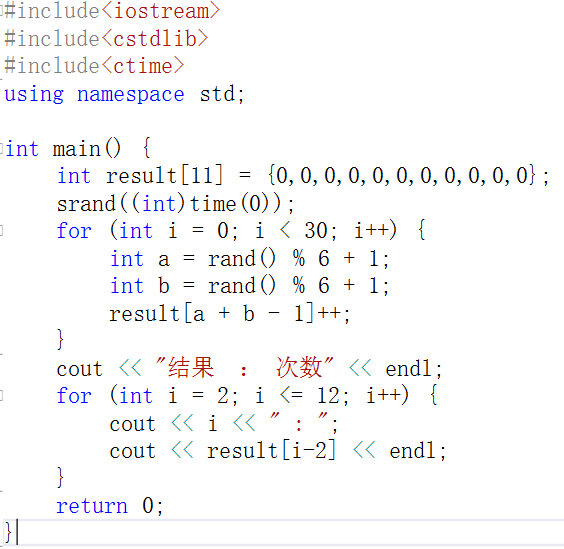 #include<iostream>
#include<cstdlib>
#include<ctime>
using namespace std;
int main() {
int result[11] = {0,0,0,0,0,0,0,0,0,0,0};
srand((int)time(0));
for (int i = 0; i < 30; i++) {
int a = rand() % 6 + 1;
int b = rand() % 6 + 1;
result[a + b - 1]++;
}
cout << "结果 : 次数" << endl;
for (int i = 2; i <= 12; i++) {
cout << i << " : ";
cout << result[i-2] << endl;
}
return 0;
}